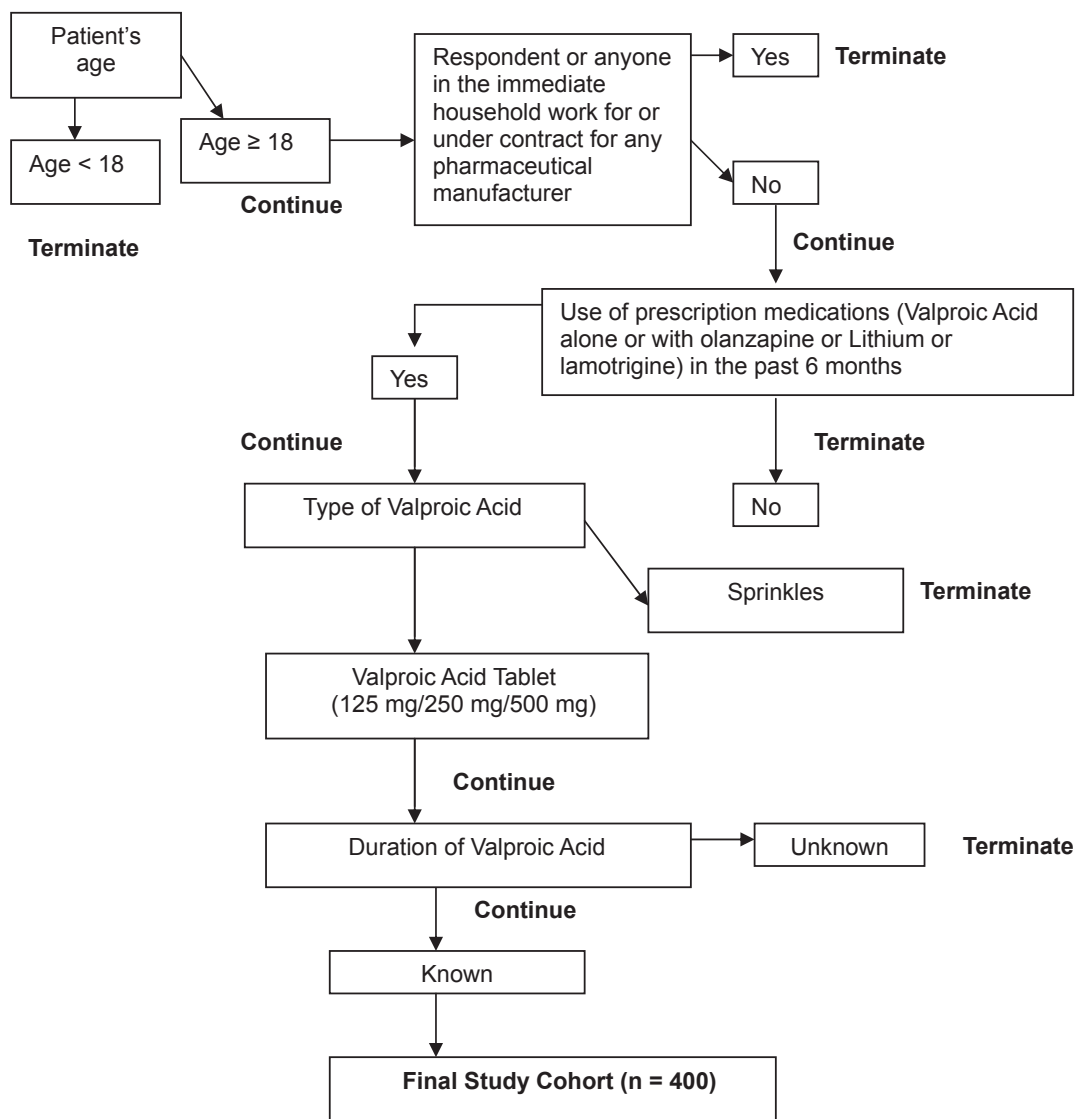 Patient's
age
Age < 18
Terminate
Age ≥ 18
Continue
Respondent or anyone
in the immediate
household work for or
under contract for any
pharmaceutical
manufacturer
Yes
Terminate
No
Continue
Use of prescription medications (Valproic Acid
alone or with olanzapine or Lithium or
lamotrigine) in the past 6 months
Yes
Continue
Terminate
No
Type of Valproic Acid
Sprinkles
Terminate
Valproic Acid Tablet
(125 mg/250 mg/500 mg)
Continue
Duration of Valproic Acid
Unknown
Terminate
Continue
Known
Final Study Cohort (n = 400)